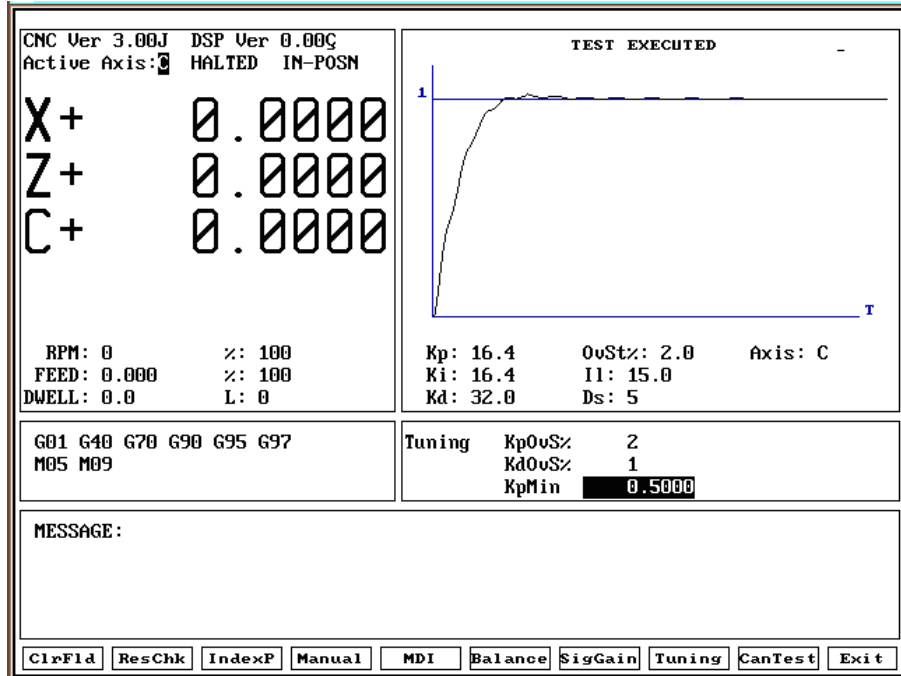 CNC Ver 3.00J DSP Ver 0.00Ç
Active Axis:C HALTED IN-POSN
X+ 0.0000
Z+ 0.0000
C+ 0.0000
RPM: 0 %: 100
FEED: 0.000 %: 100
DWELL: 0.0 L: 0
TEST EXECUTED
1
T
Kp: 16.4 OvSt%: 2.0 Axis: C
Ki: 16.4 Il: 15.0
Kd: 32.0 Ds: 5
G01 G40 G70 G90 G95 G97
M05 M09
Tuning KpOvS% 2
KdOvS% 1
KpMin 0.5000
MESSAGE:
ClrFld ResChk IndexP Manual MDI Balance SigGain Tuning CanTest Exit